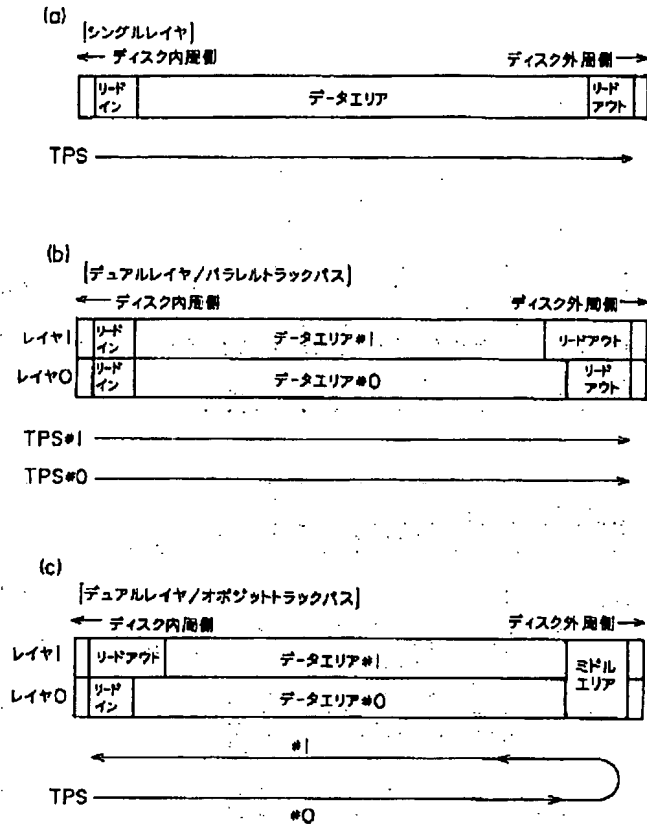 (a)
[シングルレイヤ]
← ディスク内周側 ディスク外周側 →
リード
イン
データエリア
リード
アウト
TPS
(b)
[デュアルレイヤ/パラレルトラックパス]
← ディスク内周側 ディスク外周側 →
レイヤ1 リード
イン
データエリア#1
リードアウト
レイヤ0 リード
イン
データエリア#0
リード
アウト
TPS#1
TPS#0
(c)
[デュアルレイヤ/オポジットトラックパス]
← ディスク内周側 ディスク外周側 →
レイヤ1 リードアウト データエリア#1
ミドル
エリア
レイヤ0 リード
イン
データエリア#0
#1
TPS
#0